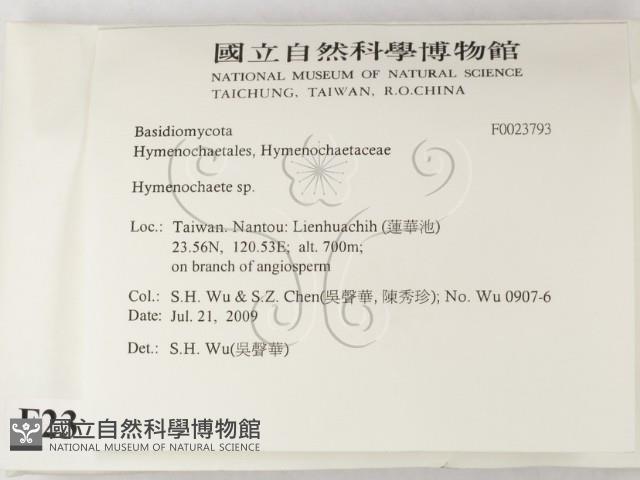 國立自然科學博物館
NATIONAL MUSEUM OF NATURAL SCIENCE
TAICHUNG, TAIWAN, R.O.CHINA
Basidiomycota F0023793
Hymenochaetales, Hymenochaetaceae
Hymenochaete sp.
Loc.: Taiwan. Nantou: Lienhuachih (蓮華池)
23.56N, 120.53E; alt. 700m;
on branch of angiosperm
Col.: S.H. Wu & S.Z. Chen(吳聲華, 陳秀珍); No. Wu 0907-6
Date: Jul. 21, 2009
Det.: S.H. Wu(吳聲華)
F23
國立自然科學博物館
NATIONAL MUSEUM OF NATURAL SCIENCE